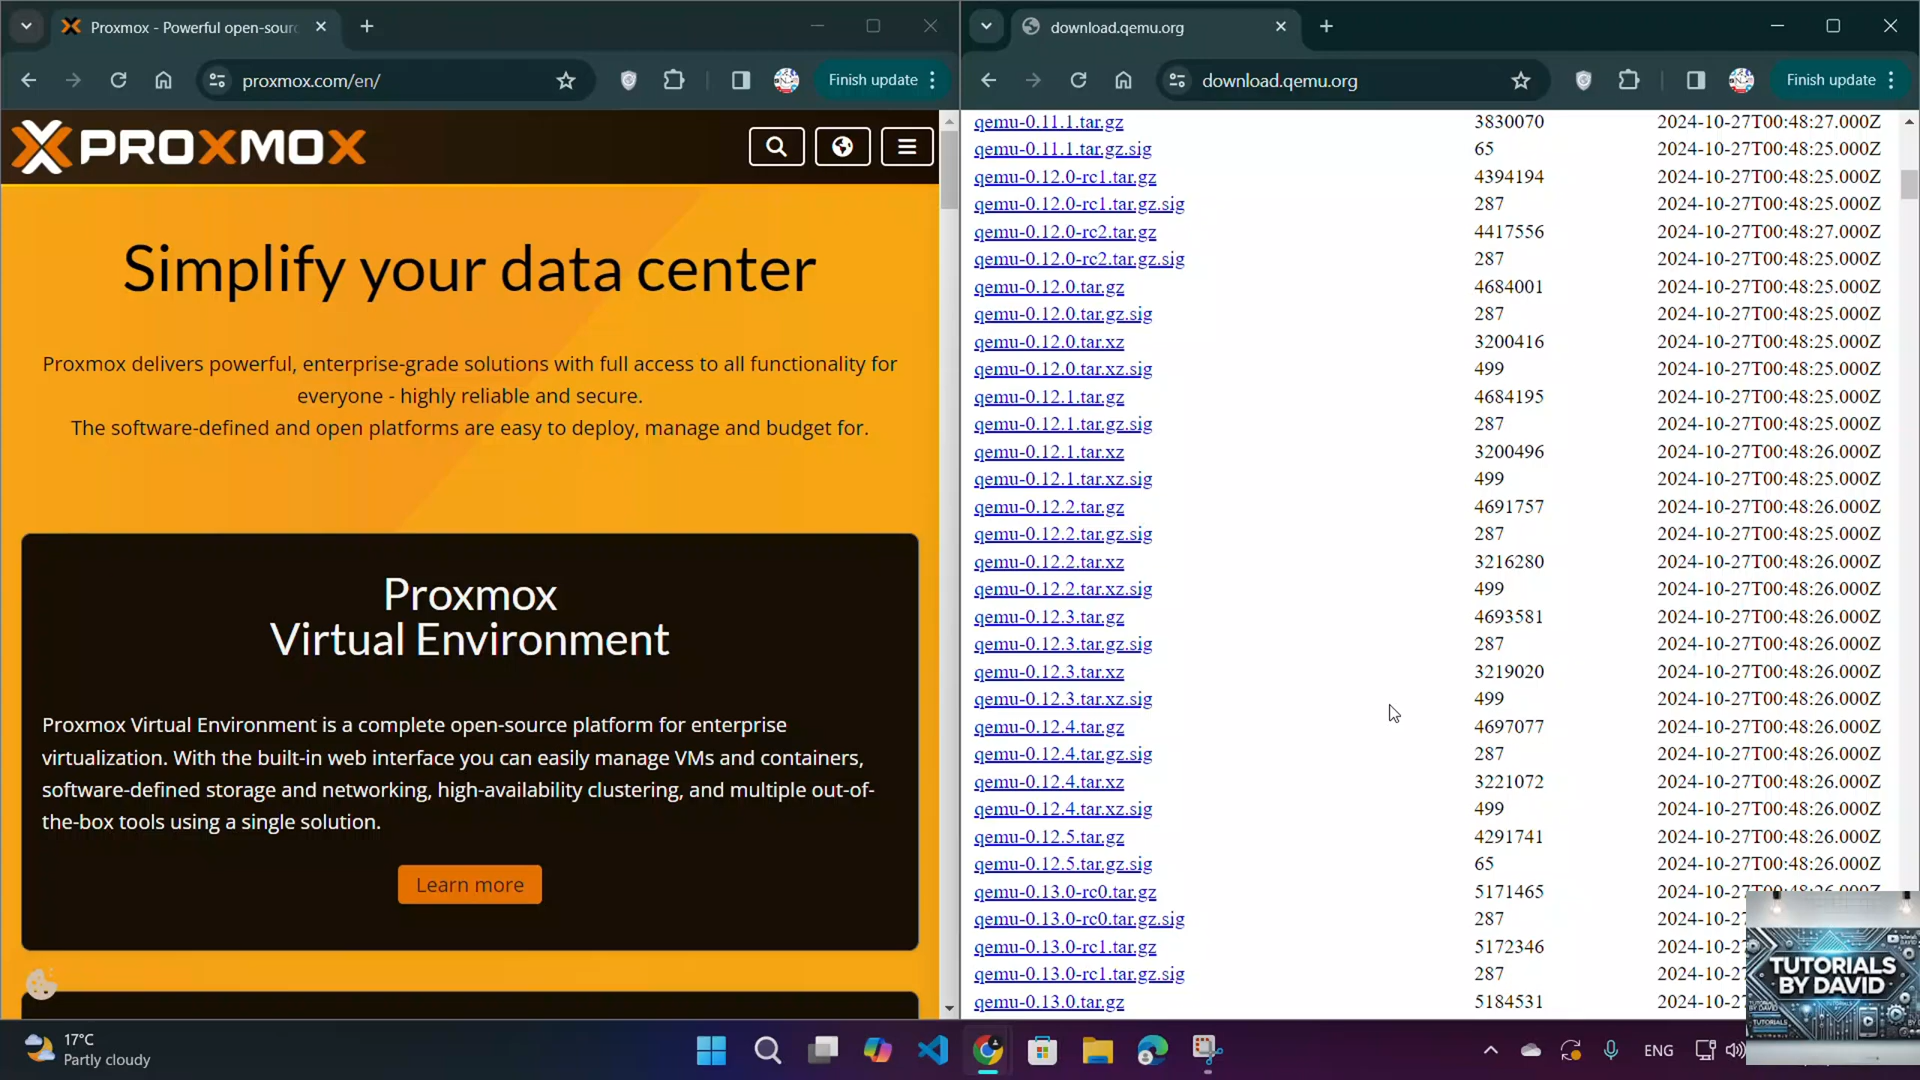 Proxmox - Powerful open-sour
proxmox.com/en/
Finish update
PROXMOX
Simplify your data center
Proxmox delivers powerful, enterprise-grade solutions with full access to all functionality for
everyone - highly reliable and secure.
The software-defined and open platforms are easy to deploy, manage and budget for.
Proxmox
Virtual Environment
Proxmox Virtual Environment is a complete open-source platform for enterprise
virtualization. With the built-in web interface you can easily manage VMs and containers,
software-defined storage and networking, high-availability clustering, and multiple out-of-
the-box tools using a single solution.
Learn more
download.qemu.org
download.qemu.org
Finish update
qemu-0.11.1.tar.gz 3830070 2024-10-27T00:48:27.000Z
qemu-0.11.1.tar.gz.sig 65 2024-10-27T00:48:25.000Z
qemu-0.12.0-rc1.tar.gz 4394194 2024-10-27T00:48:25.000Z
qemu-0.12.0-rc1.tar.gz.sig 287 2024-10-27T00:48:25.000Z
qemu-0.12.0-rc2.tar.gz 4417556 2024-10-27T00:48:27.000Z
qemu-0.12.0-rc2.tar.gz.sig 287 2024-10-27T00:48:25.000Z
qemu-0.12.0.tar.gz 4684001 2024-10-27T00:48:25.000Z
qemu-0.12.0.tar.gz.sig 287 2024-10-27T00:48:25.000Z
qemu-0.12.0.tar.xz 3200416 2024-10-27T00:48:25.000Z
qemu-0.12.0.tar.xz.sig 499 2024-10-27T00:48:25.000Z
qemu-0.12.1.tar.gz 4684195 2024-10-27T00:48:25.000Z
qemu-0.12.1.tar.gz.sig 287 2024-10-27T00:48:25.000Z
qemu-0.12.1.tar.xz 3200496 2024-10-27T00:48:26.000Z
qemu-0.12.1.tar.xz.sig 499 2024-10-27T00:48:25.000Z
qemu-0.12.2.tar.gz 4691757 2024-10-27T00:48:26.000Z
qemu-0.12.2.tar.gz.sig 287 2024-10-27T00:48:25.000Z
qemu-0.12.2.tar.xz 3216280 2024-10-27T00:48:26.000Z
qemu-0.12.2.tar.xz.sig 499 2024-10-27T00:48:26.000Z
qemu-0.12.3.tar.gz 4693581 2024-10-27T00:48:26.000Z
qemu-0.12.3.tar.gz.sig 287 2024-10-27T00:48:26.000Z
qemu-0.12.3.tar.xz 3219020 2024-10-27T00:48:26.000Z
qemu-0.12.3.tar.xz.sig 499 2024-10-27T00:48:26.000Z
qemu-0.12.4.tar.gz 4697077 2024-10-27T00:48:26.000Z
qemu-0.12.4.tar.gz.sig 287 2024-10-27T00:48:26.000Z
qemu-0.12.4.tar.xz 3221072 2024-10-27T00:48:26.000Z
qemu-0.12.4.tar.xz.sig 499 2024-10-27T00:48:26.000Z
qemu-0.12.5.tar.gz 4291741 2024-10-27T00:48:26.000Z
qemu-0.12.5.tar.gz.sig 65 2024-10-27T00:48:26.000Z
qemu-0.13.0-rc0.tar.gz 5171465 2024-10-27T00:48:26.000Z
qemu-0.13.0-rc0.tar.gz.sig 287 2024-10-2
qemu-0.13.0-rc1.tar.gz 5172346 2024-10-2
qemu-0.13.0-rc1.tar.gz.sig 287 2024-10-2
qemu-0.13.0.tar.gz 5184531 2024-10-2
TUTORIALS
BY DAVID
17°C
Partly cloudy
ENG